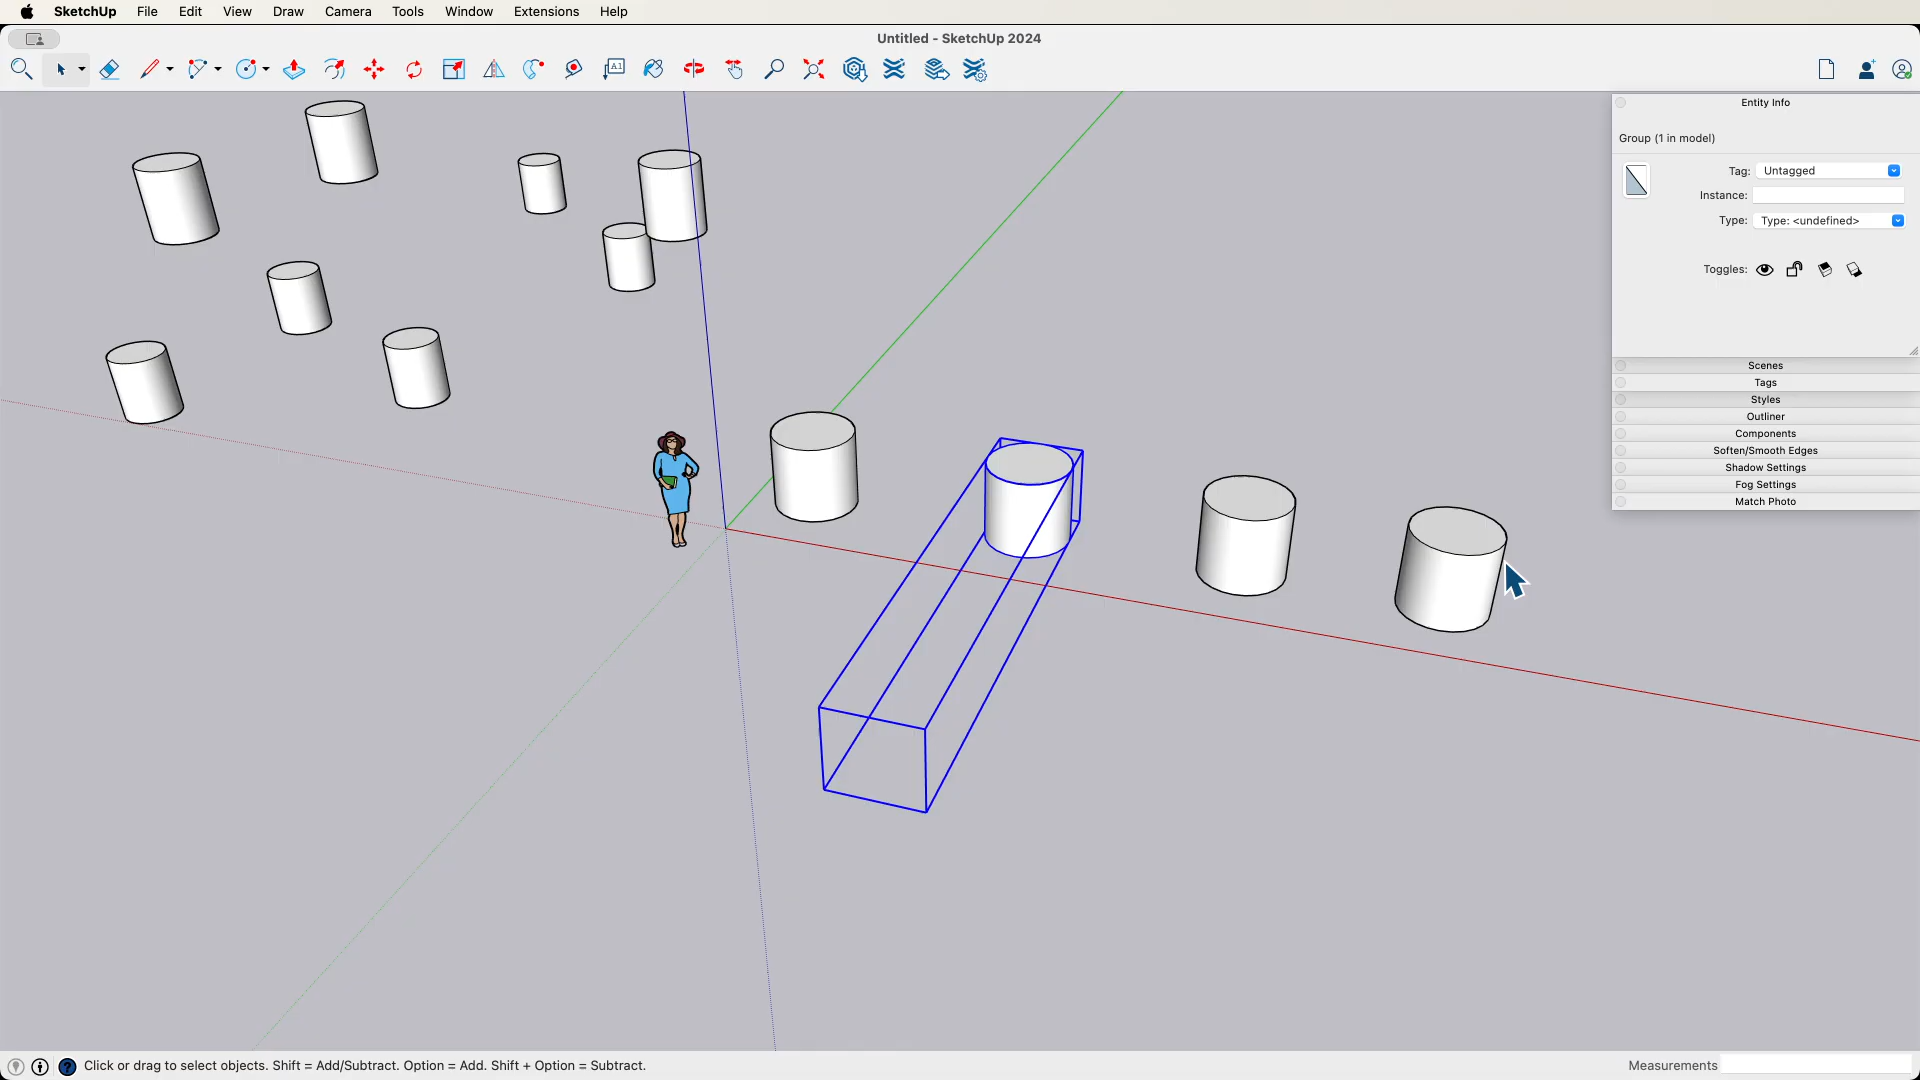 SketchUp File Edit View Draw Camera Tools Window Extensions Help
Untitled - SketchUp 2024
A1
Entity Info
Group (1 in model)
Tag: Untagged
Instance:
Type: Type: <undefined>
Toggles:
Scenes
Tags
Styles
Outliner
Components
Soften/Smooth Edges
Shadow Settings
Fog Settings
Match Photo
? Click or drag to select objects. Shift = Add/Subtract. Option = Add. Shift + Option = Subtract.
Measurements